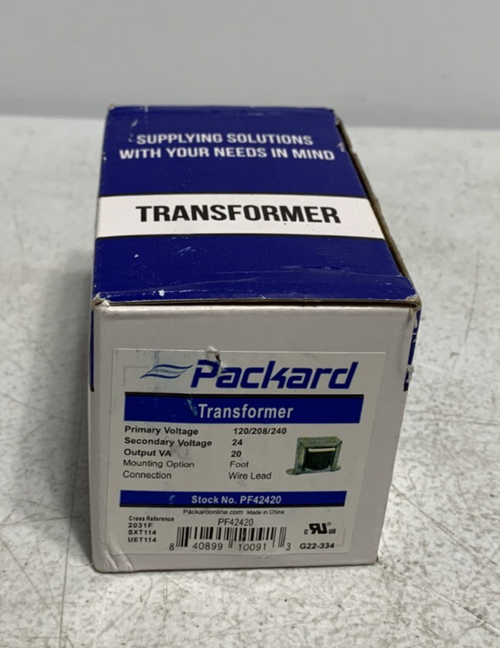 SUPPLYING SOLUTIONS
WITH YOUR NEEDS IN MIND
TRANSFORMER
Packard
Transformer
Primary Voltage 120/208/240
Secondary Voltage 24
Output VA 20
Mounting Option Foot
Connection Wire Lead
Stock No. PF42420
Packardonline.com Made in China
Cross Reference
2031F
SXT114
UET114
PF42420
8 40899 10091 3
c RU us
G22-334